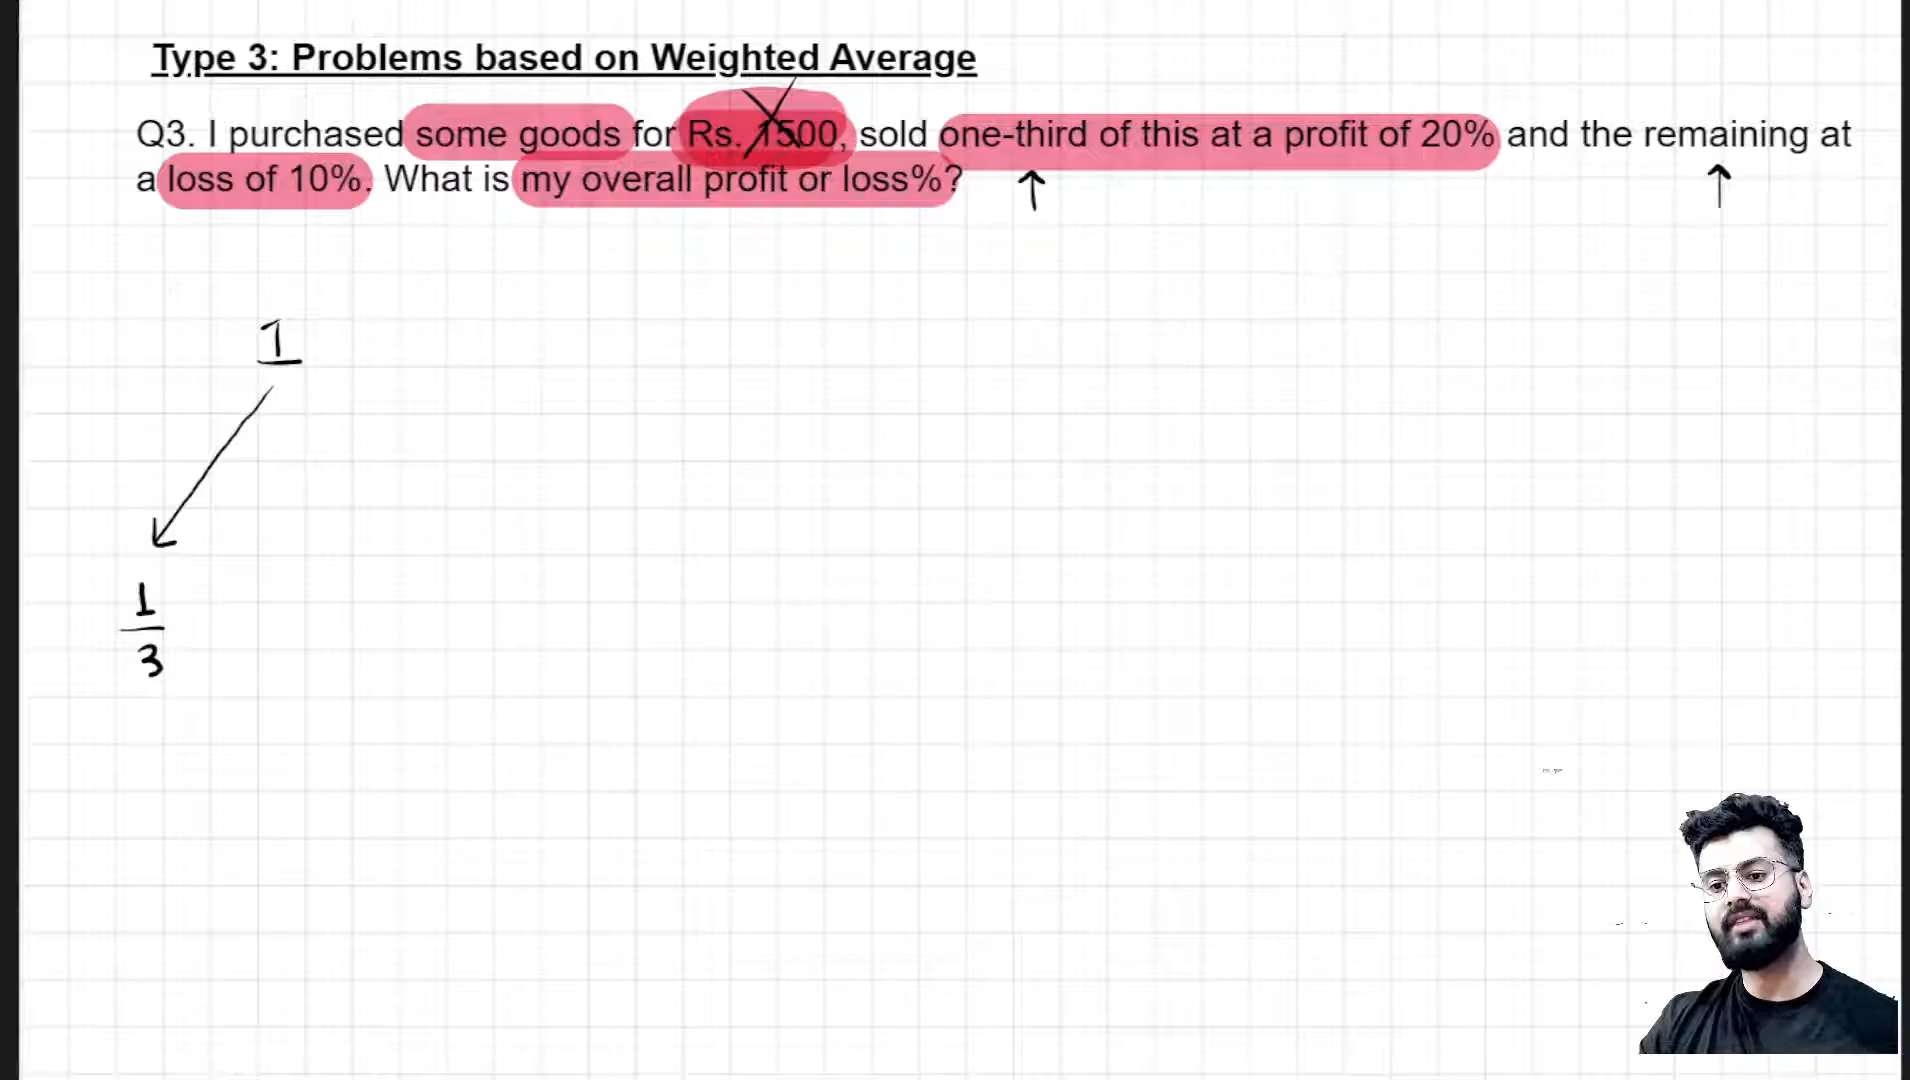 Type 3: Problems based on Weighted Average
Q3. I purchased some goods for Rs. 1500, sold one-third of this at a profit of 20% and the remaining at
a loss of 10%. What is my overall profit or loss%?
1
1
3